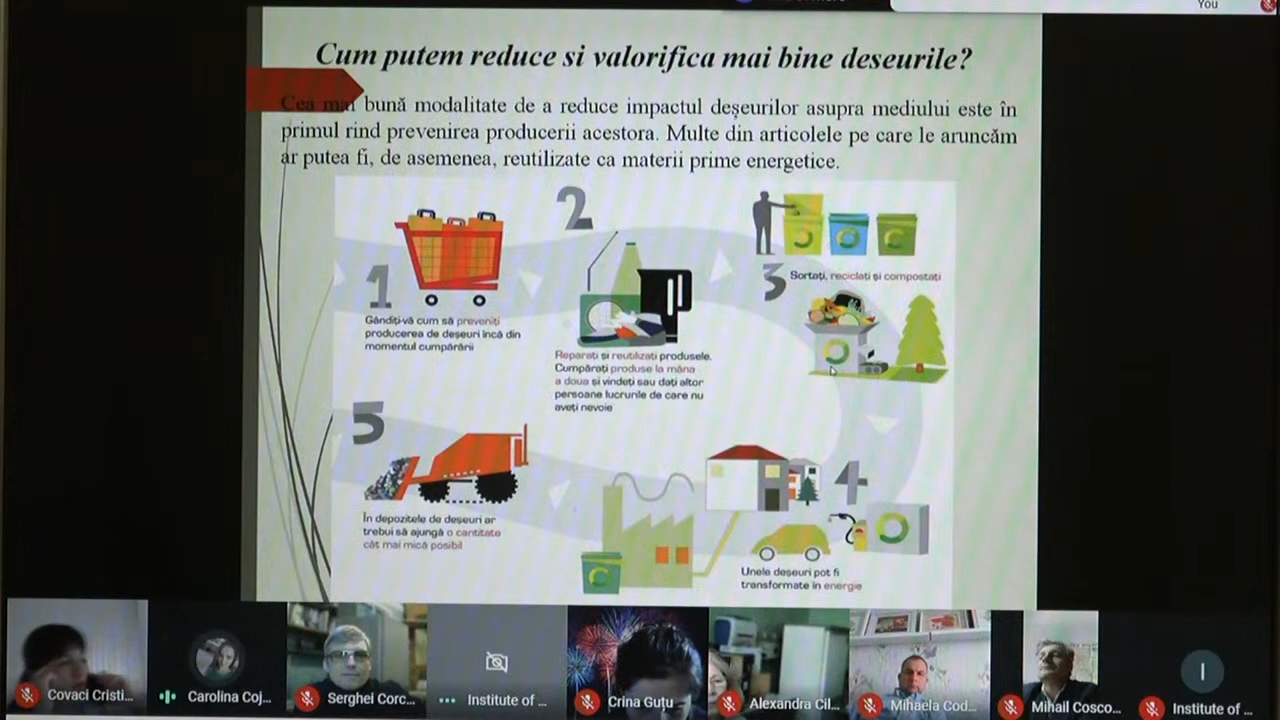 You
Cum putem reduce si valorifica mai bine deseurile?
Cea mai bună modalitate de a reduce impactul deșeurilor asupra mediului este în
primul rind prevenirea producerii acestora. Multe din articolele pe care le aruncăm
ar putea fi, de asemenea, reutilizate ca materii prime energetice.
1
Gândiți-vă cum să preveniți
producerea de deșeuri încă din
momentul cumpărării
2
Reparați și reutilizați produsele.
Cumpărați produse la mâna
a doua și vindeți sau dați altor
persoane lucrurile de care nu
aveți nevoie
3
Sortați, reciclați și compostați
4
Unele deșeuri pot fi
transformate în energie
5
În depozitele de deșeuri ar
trebui să ajungă o cantitate
cât mai mică posibil
Covaci Cristi...
Carolina Coj...
Serghei Corc...
Institute of ...
Crina Guțu
Alexandra Cil...
Mihaela Cod...
Mihail Cosco...
I
Institute of ...